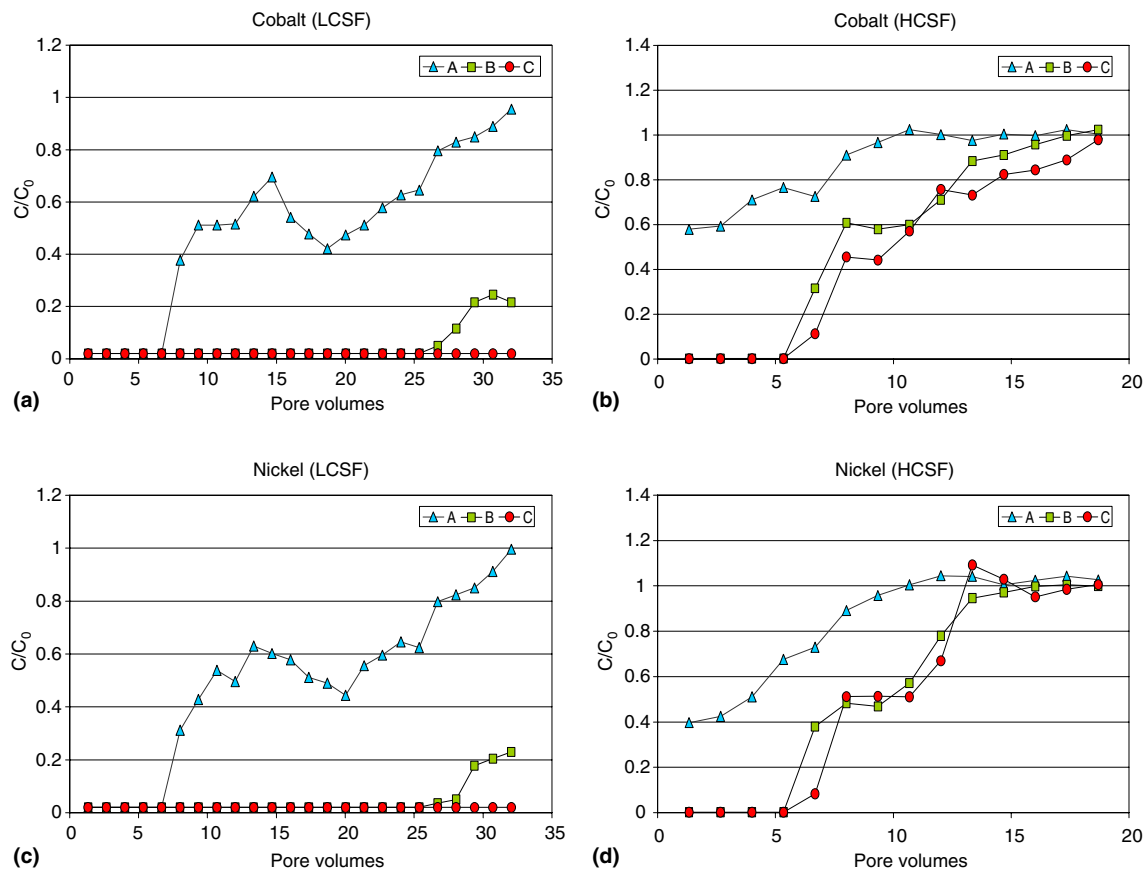 Cobalt (LCSF)
1.2
1
0.8
0.6
0.4
0.2
0
C/C0
A B C
0 5 10 15 20 25 30 35
Pore volumes
(a)
Cobalt (HCSF)
1.4
1.2
1
0.8
0.6
0.4
0.2
0
C/C0
A B C
0 5 10 15 20
Pore volumes
(b)
Nickel (LCSF)
1.2
1
0.8
0.6
0.4
0.2
0
C/C0
A B C
0 5 10 15 20 25 30 35
Pore volumes
(c)
Nickel (HCSF)
1.4
1.2
1
0.8
0.6
0.4
0.2
0
C/C0
A B C
0 5 10 15 20
Pore volumes
(d)